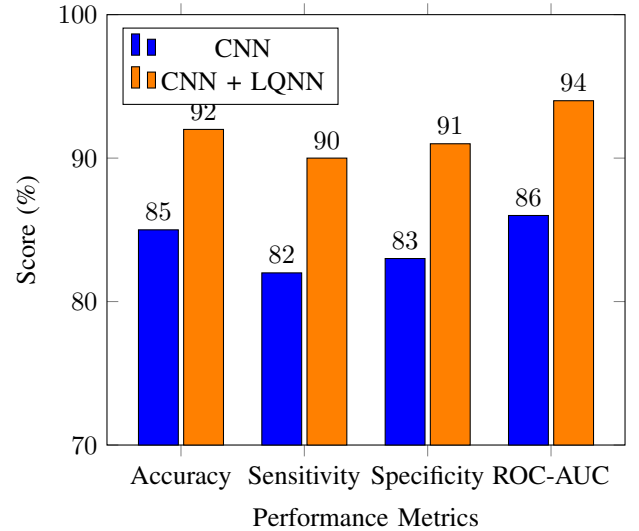 100
90
80
70
Score (%)
CNN
CNN + LQNN
85
92
82
90
83
91
86
94
Accuracy Sensitivity Specificity ROC-AUC
Performance Metrics